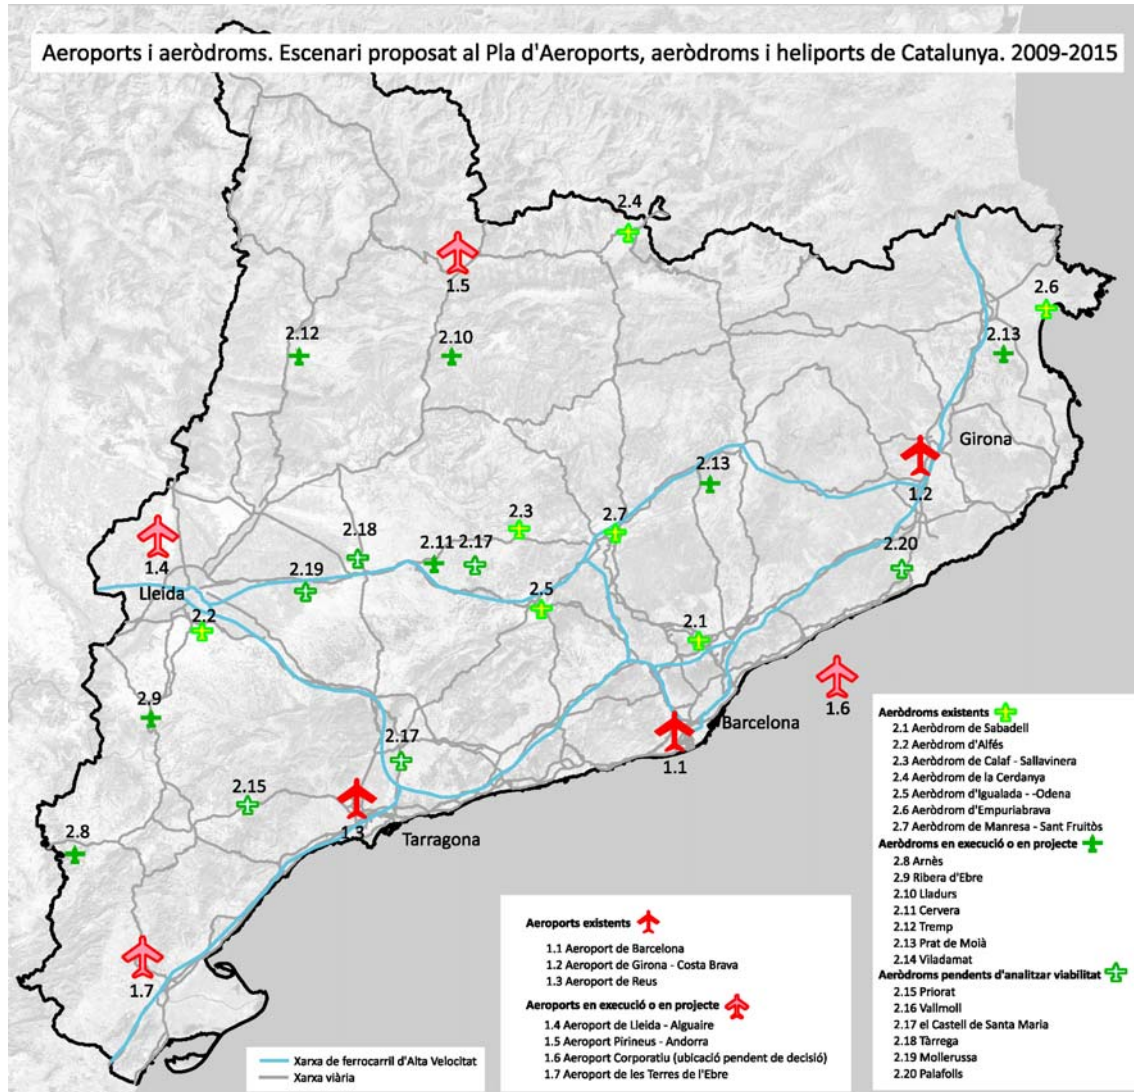 Aeroports i aeròdroms. Escenari proposat al Pla d'Aeroports, aeròdroms i heliports de Catalunya. 2009-2015
2.4
1.5
2.6
2.12
2.10
2.13
Girona
2.13
1.2
2.3
2.7
2.18
2.11
2.17
2.20
1.4
2.19
Lleida
2.5
2.2
2.1
1.6
2.9
Barcelona
2.17
1.1
2.15
1.3
Tarragona
2.8
1.7
Aeròdroms existents
2.1 Aeròdrom de Sabadell
2.2 Aeròdrom d'Alfés
2.3 Aeròdrom de Calaf - Sallavinera
2.4 Aeròdrom de la Cerdanya
2.5 Aeròdrom d'Igualada - -Odena
2.6 Aeròdrom d'Empuriabrava
2.7 Aeròdrom de Manresa - Sant Fruitòs
Aeròdroms en execució o en projecte
2.8 Arnès
2.9 Ribera d'Ebre
2.10 Lladurs
2.11 Cervera
2.12 Tremp
2.13 Prat de Moià
2.14 Viladamat
Aeròdroms pendents d'analitzar viabilitat
2.15 Priorat
2.16 Vallmoll
2.17 el Castell de Santa Maria
2.18 Tàrrega
2.19 Mollerussa
2.20 Palafolls
Aeroports existents
1.1 Aeroport de Barcelona
1.2 Aeroport de Girona - Costa Brava
1.3 Aeroport de Reus
Aeroports en execució o en projecte
1.4 Aeroport de Lleida - Alguaire
1.5 Aeroport Pirineus - Andorra
1.6 Aeroport Corporatiu (ubicació pendent de decisió)
1.7 Aeroport de les Terres de l'Ebre
Xarxa de ferrocarril d'Alta Velocitat
Xarxa viària